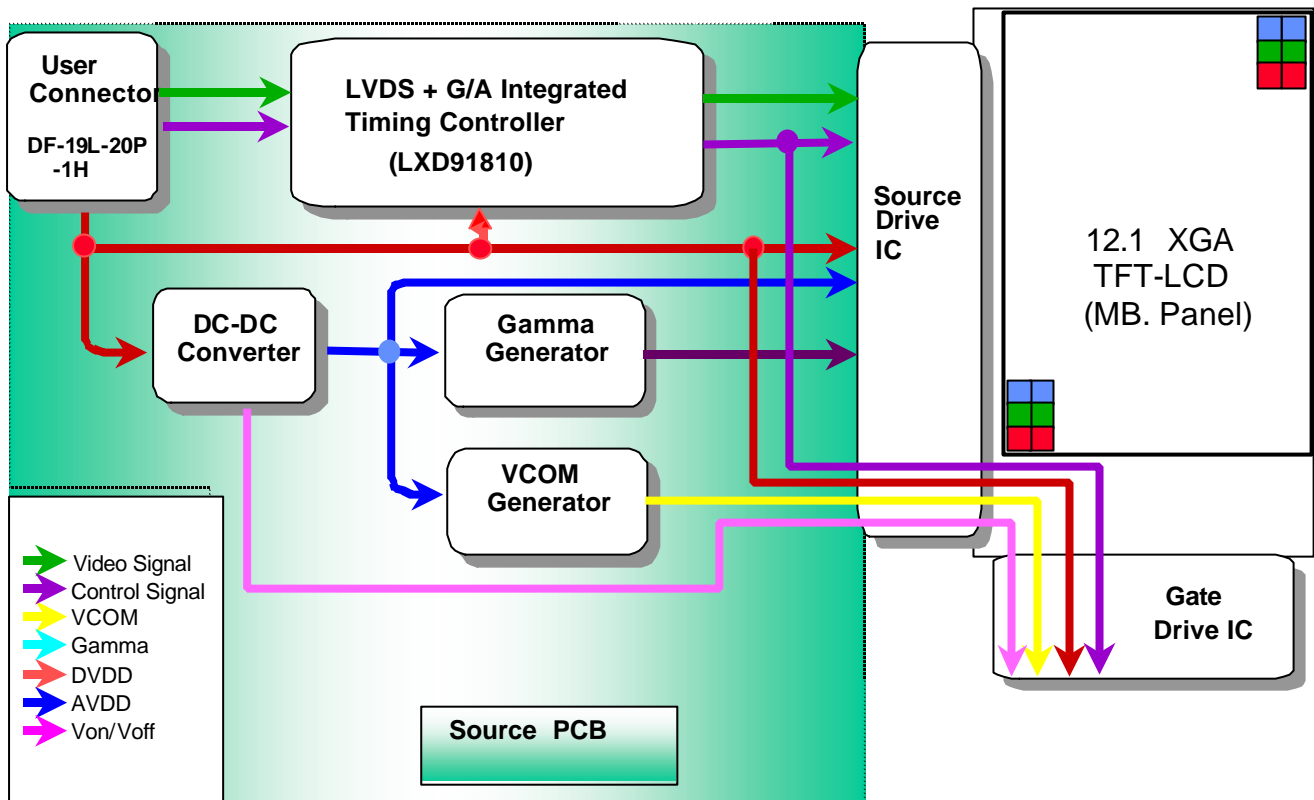 User
Connector
DF-19L-20P
-1H
LVDS + G/A Integrated
Timing Controller
(LXD91810)
Source
Drive
IC
12.1 XGA
TFT-LCD
(MB. Panel)
DC-DC
Converter
Gamma
Generator
VCOM
Generator
Gate
Drive IC
Video Signal
Control Signal
VCOM
Gamma
DVDD
AVDD
Von/Voff
Source PCB